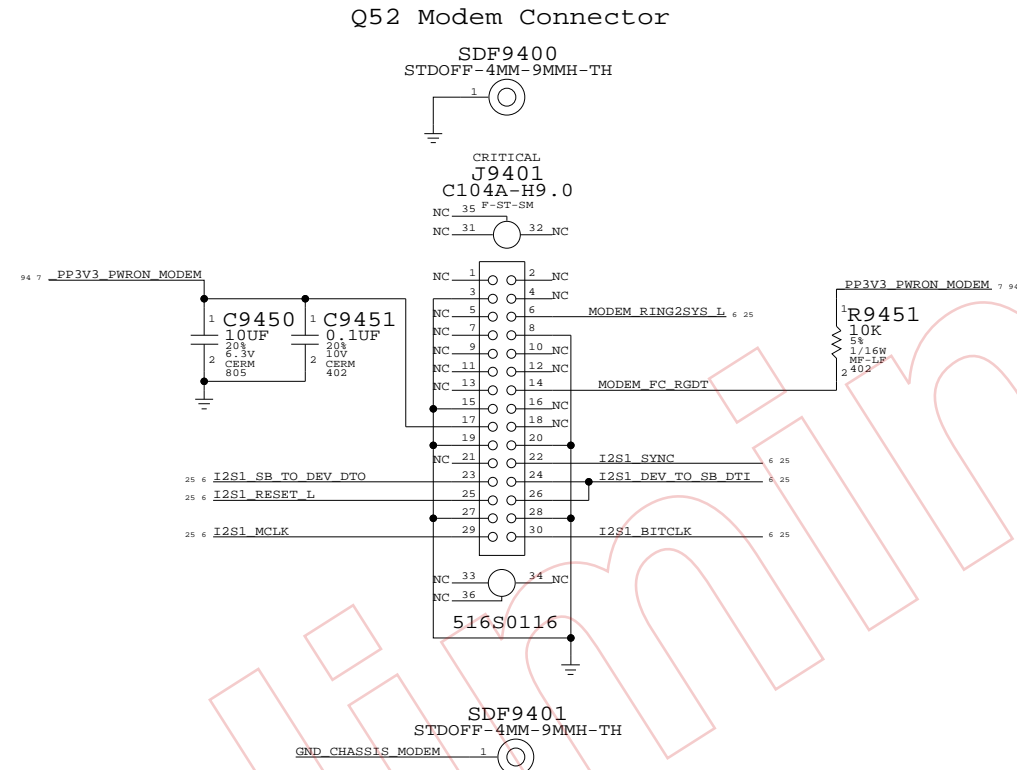 Q52 Modem Connector
SDF9400
STDOFF-4MM-9MMH-TH
1
CRITICAL
J9401
C104A-H9.0
F-ST-SM
NC 35
NC 31 32 NC
94 7 PP3V3_PWRON_MODEM
PP3V3_PWRON_MODEM 7 94
NC 1 2 NC
3 4 NC
NC 5 6 MODEM_RING2SYS_L 6 25
NC 7 8
NC 9 10 NC
NC 11 12 NC
NC 13 14 MODEM_FC_RGDT
15 16 NC
17 18 NC
19 20
NC 21 22 I2S1_SYNC 6 25
25 6 I2S1_SB_TO_DEV_DTO 23 24 I2S1_DEV_TO_SB_DTI 6 25
25 6 I2S1_RESET_L 25 26
27 28
25 6 I2S1_MCLK 29 30 I2S1_BITCLK 6 25
1 C9450
10UF
20%
6.3V
2 CERM
805
1 C9451
0.1UF
20%
10V
2 CERM
402
1 R9451
10K
5%
1/16W
MF-LF
2 402
NC 33 34 NC
NC 36
516S0116
SDF9401
STDOFF-4MM-9MMH-TH
GND_CHASSIS_MODEM 1
limin